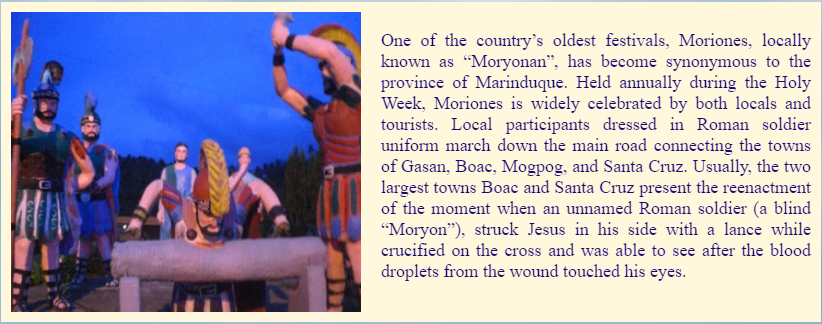 One of the country’s oldest festivals, Moriones, locally
known as “Moryonan”, has become synonymous to the
province of Marinduque. Held annually during the Holy
Week, Moriones is widely celebrated by both locals and
tourists. Local participants dressed in Roman soldier
uniform march down the main road connecting the towns
of Gasan, Boac, Mogpog, and Santa Cruz. Usually, the two
largest towns Boac and Santa Cruz present the reenactment
of the moment when an unnamed Roman soldier (a blind
“Moryon”), struck Jesus in his side with a lance while
crucified on the cross and was able to see after the blood
droplets from the wound touched his eyes.